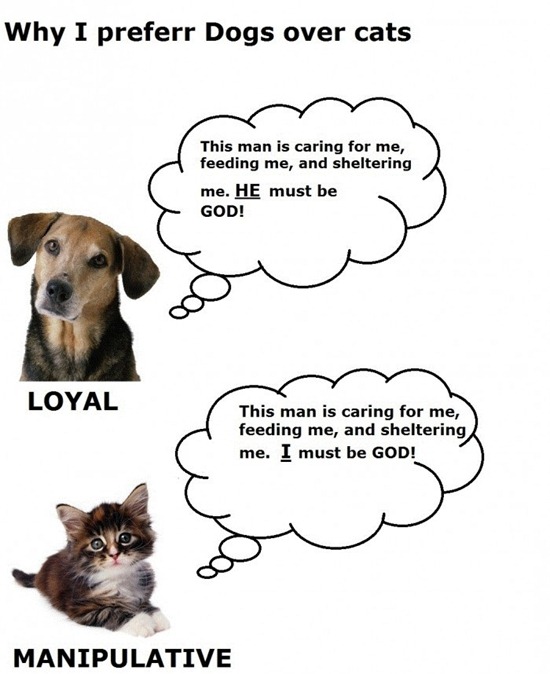 Why I preferr Dogs over cats
This man is caring for me,
feeding me, and sheltering
me. HE must be
GOD!
LOYAL
This man is caring for me,
feeding me, and sheltering
me. I must be GOD!
MANIPULATIVE